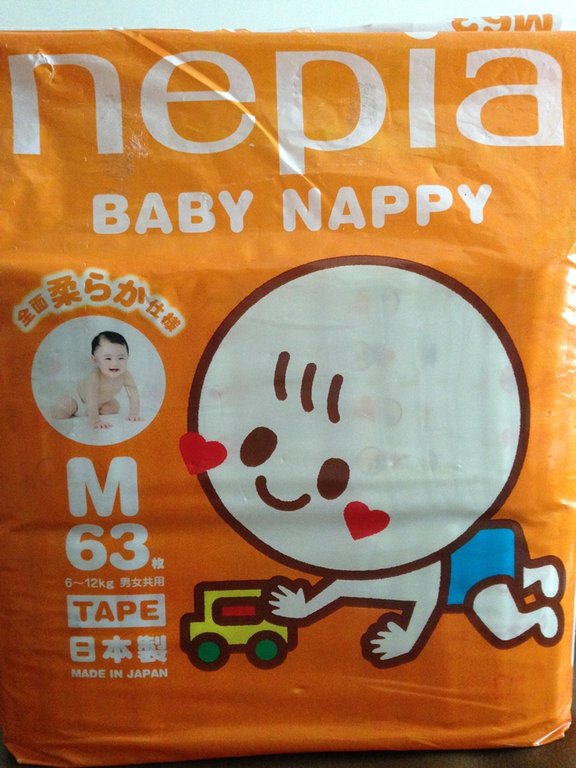 M63
nepia
BABY NAPPY
全面柔らか仕様
M
63枚
6～12kg 男女共用
TAPE
日本製
MADE IN JAPAN